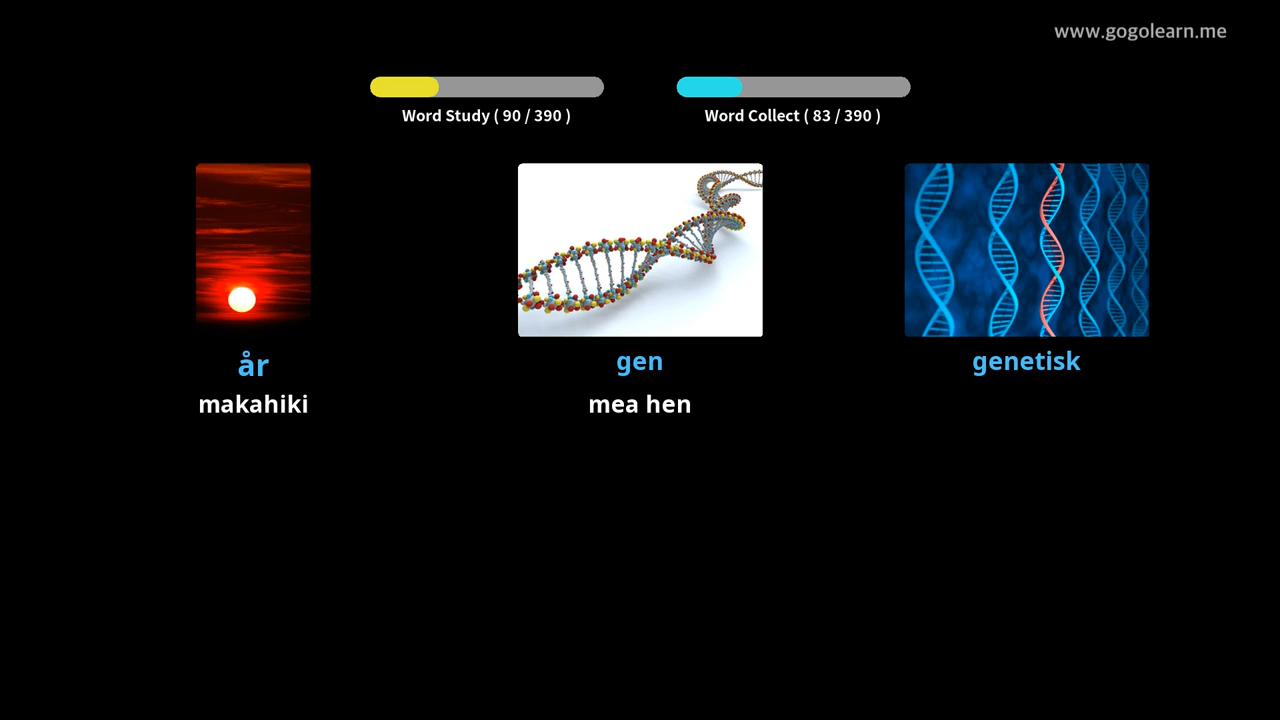 www.gogolearn.me
Word Study ( 90 / 390 )
Word Collect ( 83 / 390 )
år
gen
genetisk
makahiki
mea hen